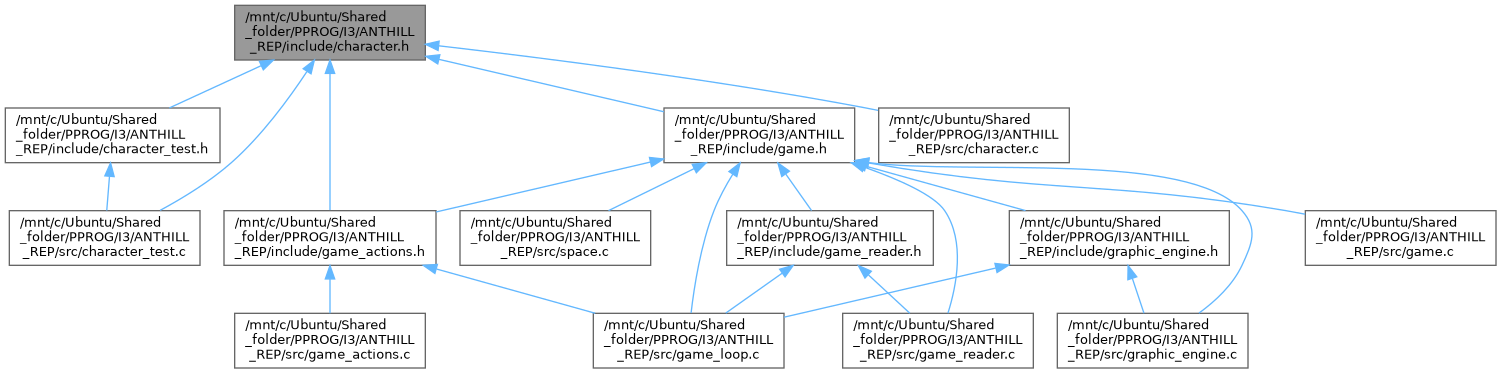 /mnt/c/Ubuntu/Shared
_folder/PPROG/I3/ANTHILL
_REP/include/character.h
/mnt/c/Ubuntu/Shared
_folder/PPROG/I3/ANTHILL
_REP/include/character_test.h
/mnt/c/Ubuntu/Shared
_folder/PPROG/I3/ANTHILL
_REP/include/game.h
/mnt/c/Ubuntu/Shared
_folder/PPROG/I3/ANTHILL
_REP/src/character.c
/mnt/c/Ubuntu/Shared
_folder/PPROG/I3/ANTHILL
_REP/src/character_test.c
/mnt/c/Ubuntu/Shared
_folder/PPROG/I3/ANTHILL
_REP/include/game_actions.h
/mnt/c/Ubuntu/Shared
_folder/PPROG/I3/ANTHILL
_REP/src/space.c
/mnt/c/Ubuntu/Shared
_folder/PPROG/I3/ANTHILL
_REP/include/game_reader.h
/mnt/c/Ubuntu/Shared
_folder/PPROG/I3/ANTHILL
_REP/include/graphic_engine.h
/mnt/c/Ubuntu/Shared
_folder/PPROG/I3/ANTHILL
_REP/src/game.c
/mnt/c/Ubuntu/Shared
_folder/PPROG/I3/ANTHILL
_REP/src/game_actions.c
/mnt/c/Ubuntu/Shared
_folder/PPROG/I3/ANTHILL
_REP/src/game_loop.c
/mnt/c/Ubuntu/Shared
_folder/PPROG/I3/ANTHILL
_REP/src/game_reader.c
/mnt/c/Ubuntu/Shared
_folder/PPROG/I3/ANTHILL
_REP/src/graphic_engine.c